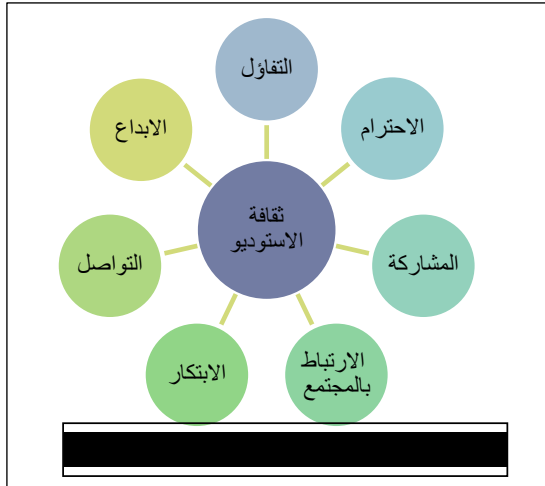 التفاؤل
الاحترام
المشاركة
الارتباط
بالمجتمع
الابتكار
التواصل
الابداع
ثقافة
الاستوديو